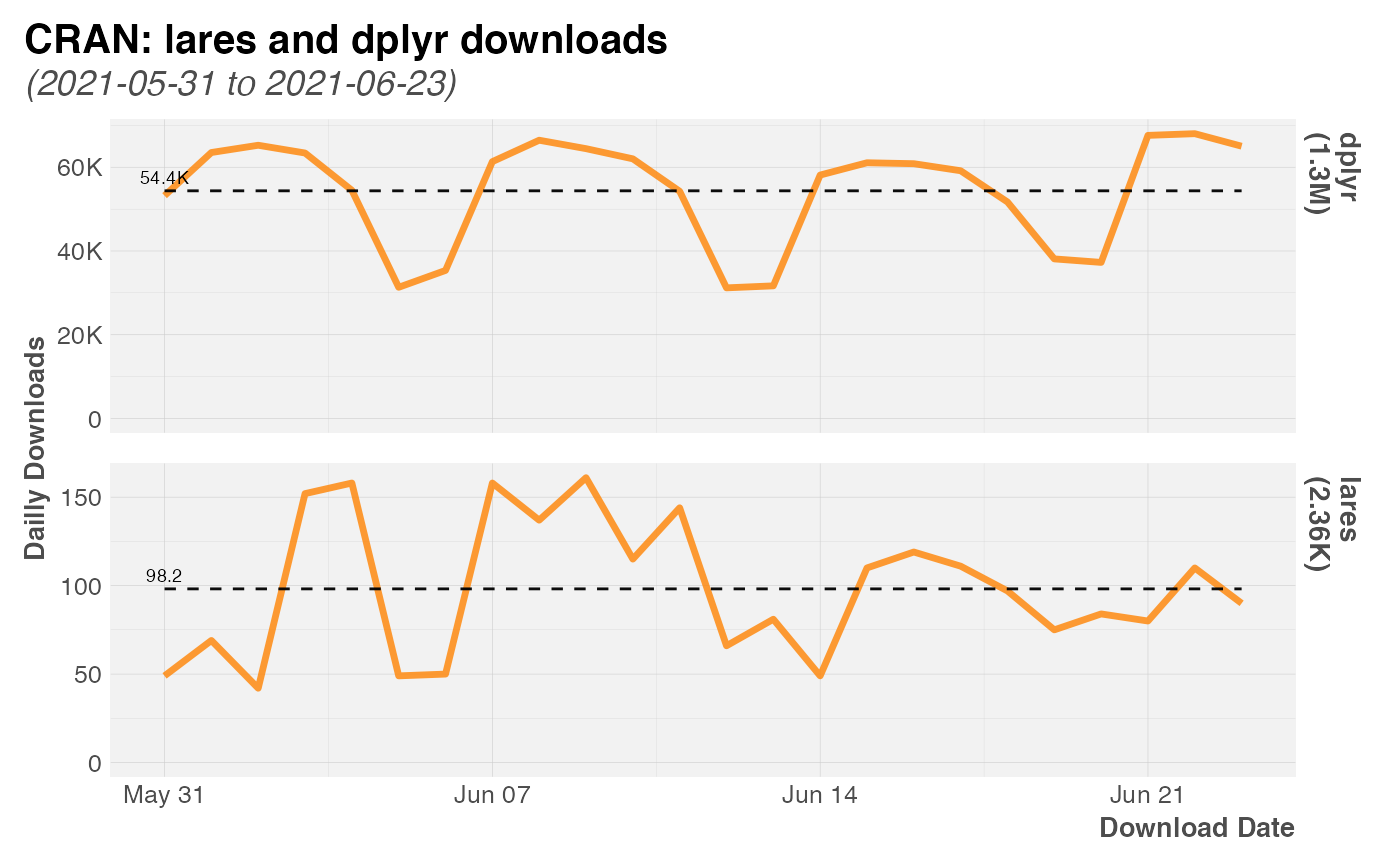 CRAN: lares and dplyr downloads
(2021-05-31 to 2021-06-23)
Dailly Downloads
60K
40K
20K
0
54.4K
dplyr
(1.3M)
150
100
50
0
98.2
lares
(2.36K)
May 31
Jun 07
Jun 14
Jun 21
Download Date